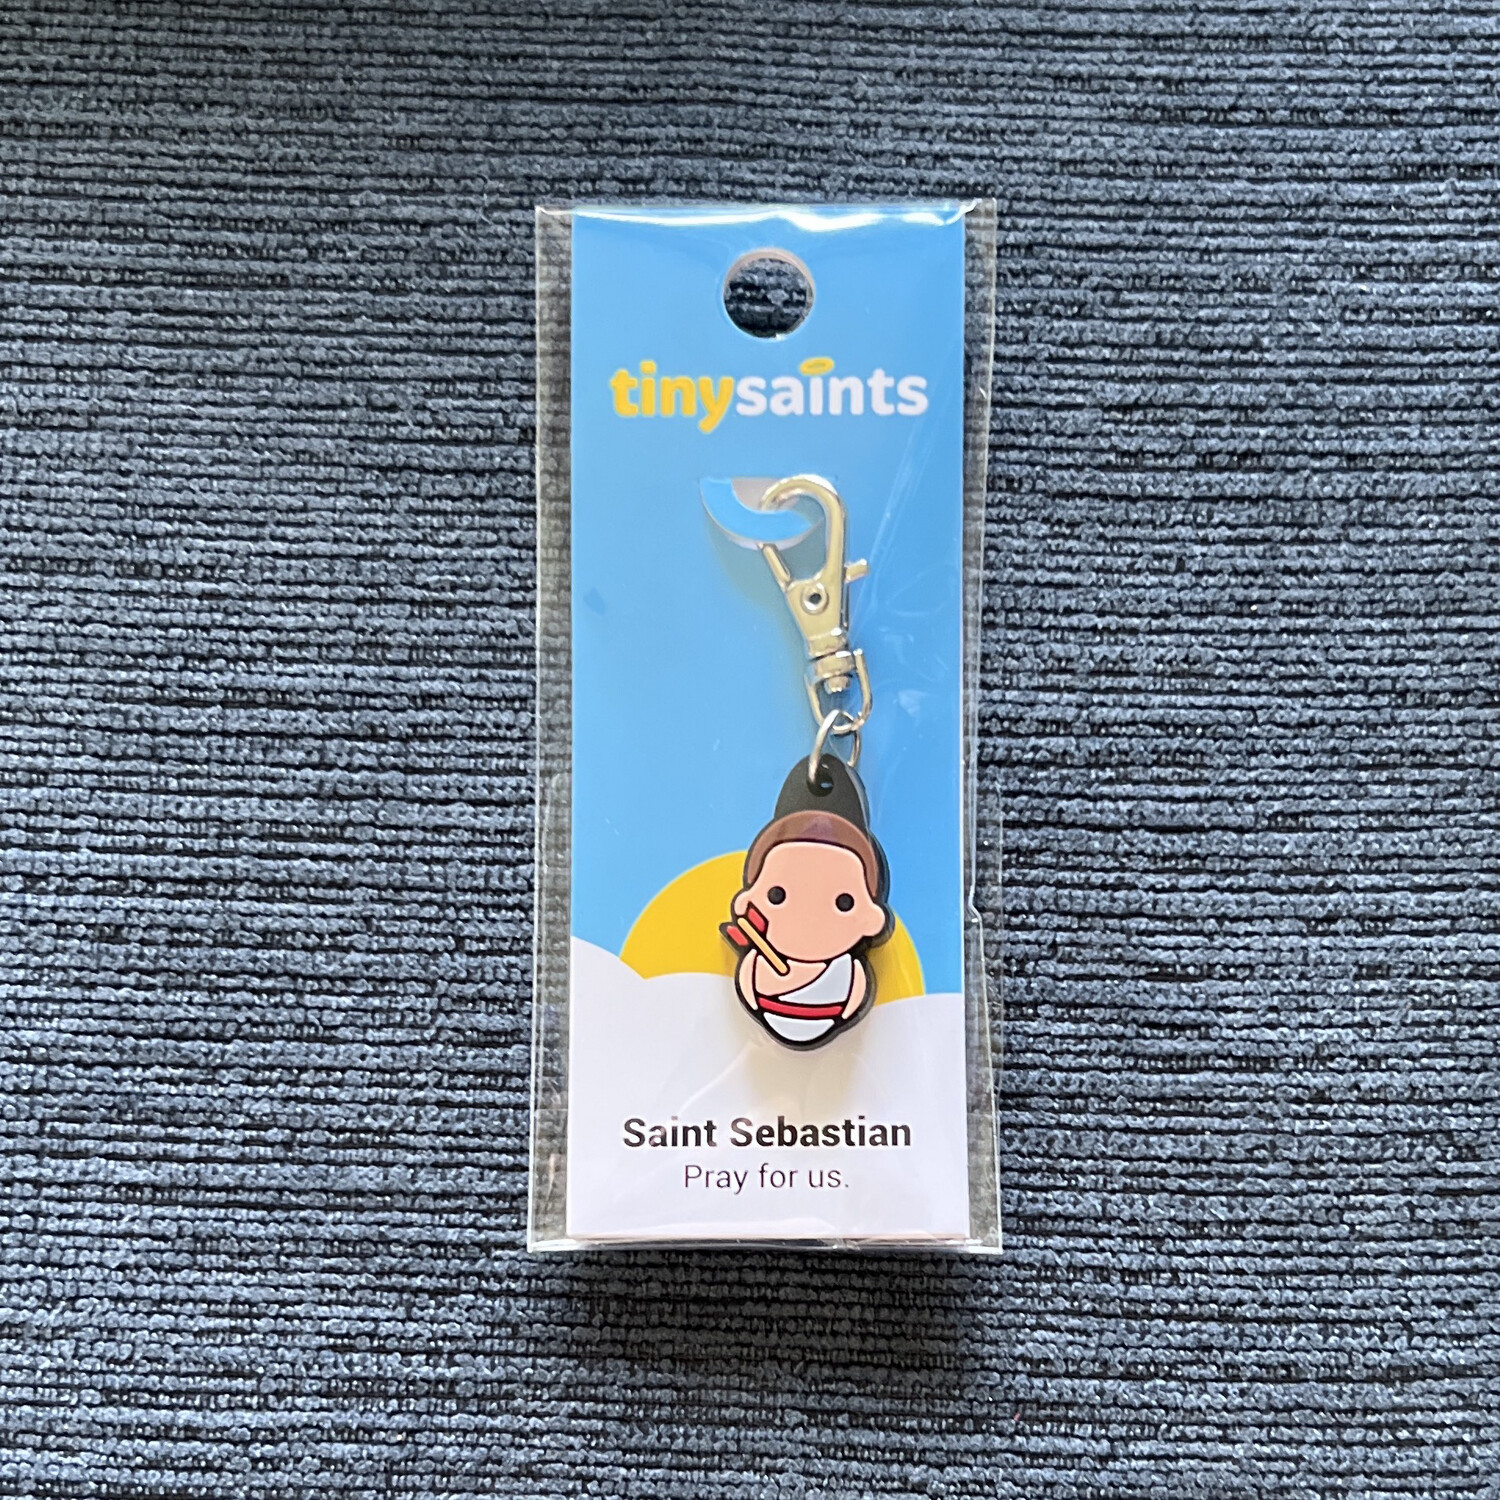 tinysaints
Saint Sebastian
Pray for us.